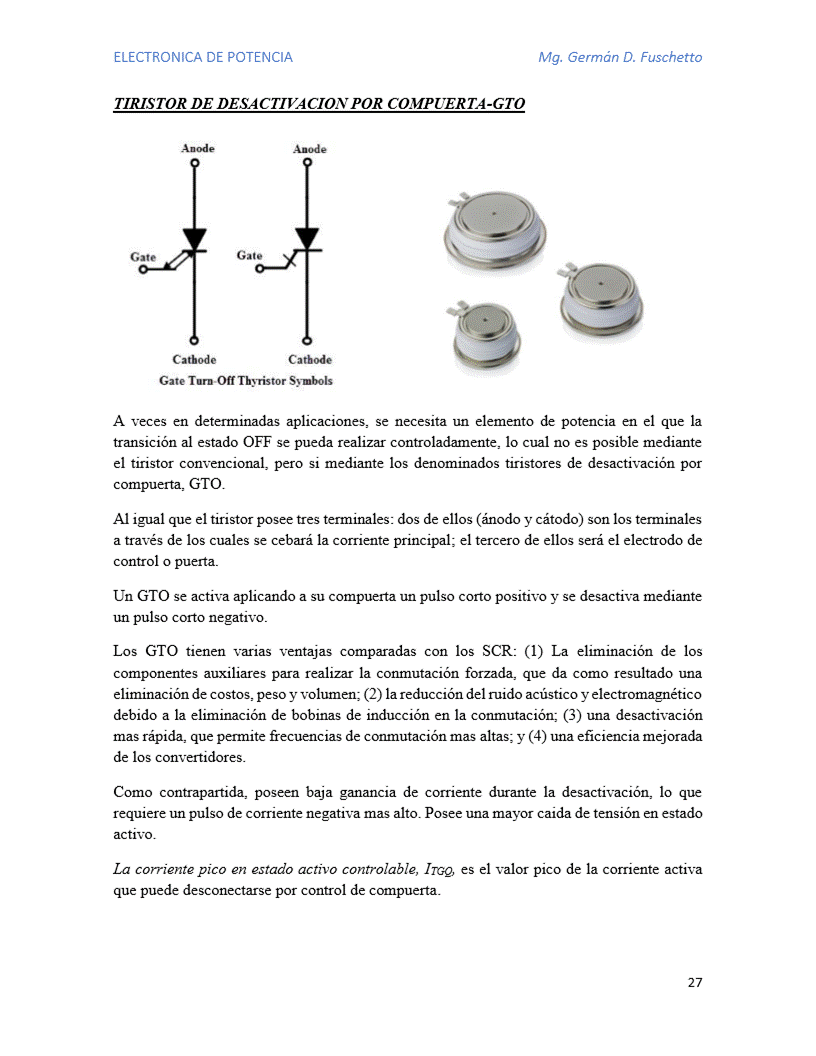 ELECTRONICA DE POTENCIA Mg. Germán D. Fuschetto
TIRISTOR DE DESACTIVACION POR COMPUERTA-GTO
Anode Anode
Gate Gate
Cathode Cathode
Gate Turn-Off Thyristor Symbols
A veces en determinadas aplicaciones, se necesita un elemento de potencia en el que la
transición al estado OFF se pueda realizar controladamente, lo cual no es posible mediante
el tiristor convencional, pero si mediante los denominados tiristores de desactivación por
compuerta, GTO.
Al igual que el tiristor posee tres terminales: dos de ellos (ánodo y cátodo) son los terminales
a través de los cuales se cebará la corriente principal; el tercero de ellos será el electrodo de
control o puerta.
Un GTO se activa aplicando a su compuerta un pulso corto positivo y se desactiva mediante
un pulso corto negativo.
Los GTO tienen varias ventajas comparadas con los SCR: (1) La eliminación de los
componentes auxiliares para realizar la conmutación forzada, que da como resultado una
eliminación de costos, peso y volumen; (2) la reducción del ruido acústico y electromagnético
debido a la eliminación de bobinas de inducción en la conmutación; (3) una desactivación
mas rápida, que permite frecuencias de conmutación mas altas; y (4) una eficiencia mejorada
de los convertidores.
Como contrapartida, poseen baja ganancia de corriente durante la desactivación, lo que
requiere un pulso de corriente negativa mas alto. Posee una mayor caida de tensión en estado
activo.
La corriente pico en estado activo controlable, ITGQ, es el valor pico de la corriente activa
que puede desconectarse por control de compuerta.
27